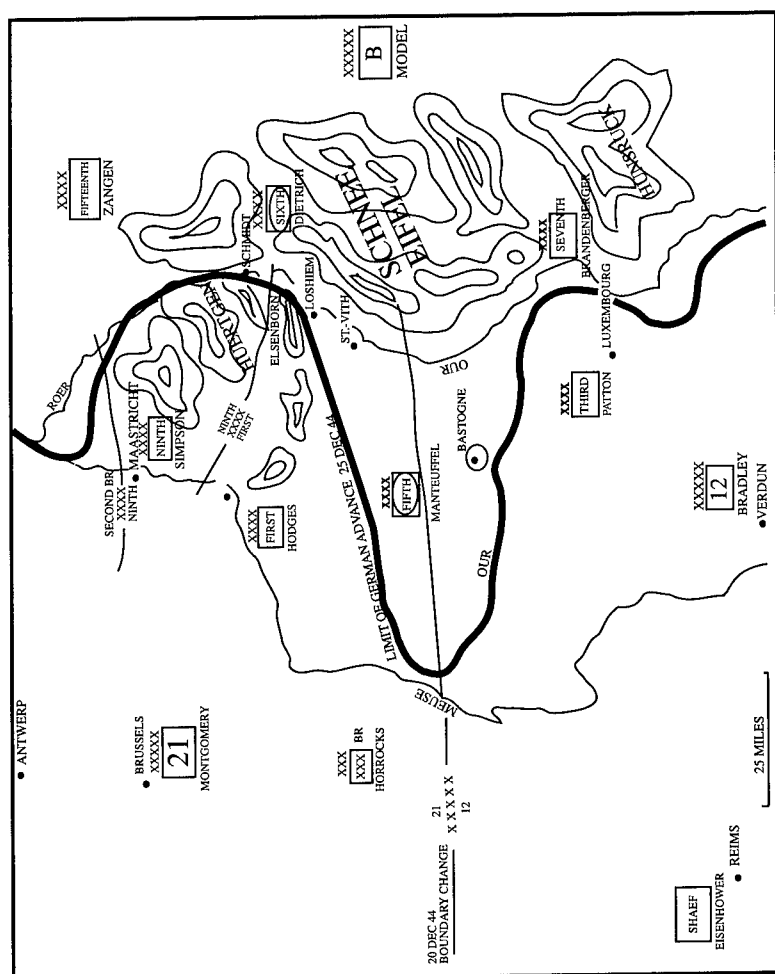 ANTWERP
BRUSSELS
XXXXX
21
MONTGOMERY
SECOND BR
XXXX
NINTH
MAASTRICHT
XXXX
NINTH
SIMPSON
ROER
XXXX
FIFTEENTH
ZANGEN
NINTH
XXXX
FIRST
HUERTGEN
SCHMIDT
XXXX
FIRST
HODGES
ELSENBORN
XXXXX
SIXTH
DIETRICH
LOSHIEM
ST.-VITH
XXX
XXX BR
HORROCKS
LIMIT OF GERMAN ADVANCE 25 DEC 44
XXXXX
B
MODEL
SCHNEE
EIFEL
MEUSE
XXXX
FIFTH
MANTEUFFEL
OUR
20 DEC 44
BOUNDARY CHANGE
21
X X X X X
12
BASTOGNE
OUR
XXXX
SEVENTH
BRANDENBERGER
HUNSRUCK
XXXX
THIRD
PATTON
LUXEMBOURG
SHAEF
EISENHOWER
REIMS
25 MILES
XXXXX
12
BRADLEY
VERDUN